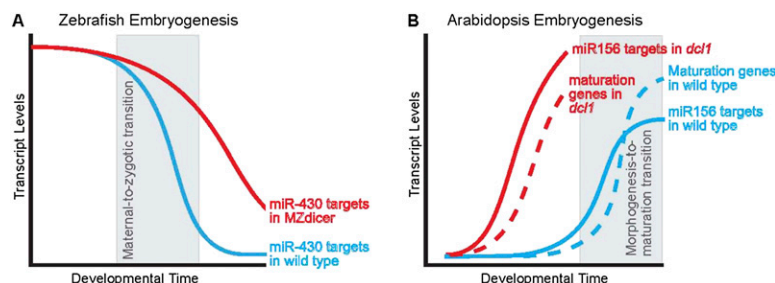 A
Zebrafish Embryogenesis
Transcript Levels
Maternal-to-zygotic transition
miR-430 targets
in MZdicer
miR-430 targets
in wild type
Developmental Time
B
Arabidopsis Embryogenesis
Transcript Levels
miR156 targets in dcl1
maturation
genes in
dcl1
Maturation genes
in wild type
miR156 targets
in wild type
Morphogenesis-to-
maturation transition
Developmental Time